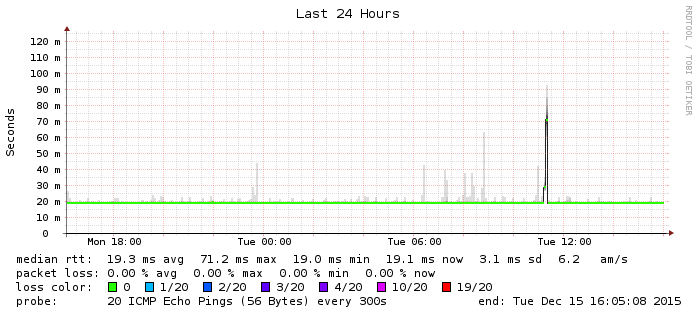 Last 24 Hours
RRDTOOL / TOBI OETIKER
Seconds
120 m
110 m
100 m
90 m
80 m
70 m
60 m
50 m
40 m
30 m
20 m
10 m
0
Mon 18:00 Tue 00:00 Tue 06:00 Tue 12:00
median rtt: 19.3 ms avg 71.2 ms max 19.0 ms min 19.1 ms now 3.1 ms sd 6.2 am/s
packet loss: 0.00 % avg 0.00 % max 0.00 % min 0.00 % now
loss color: 0 1/20 2/20 3/20 4/20 10/20 19/20
probe: 20 ICMP Echo Pings (56 Bytes) every 300s end: Tue Dec 15 16:05:08 2015